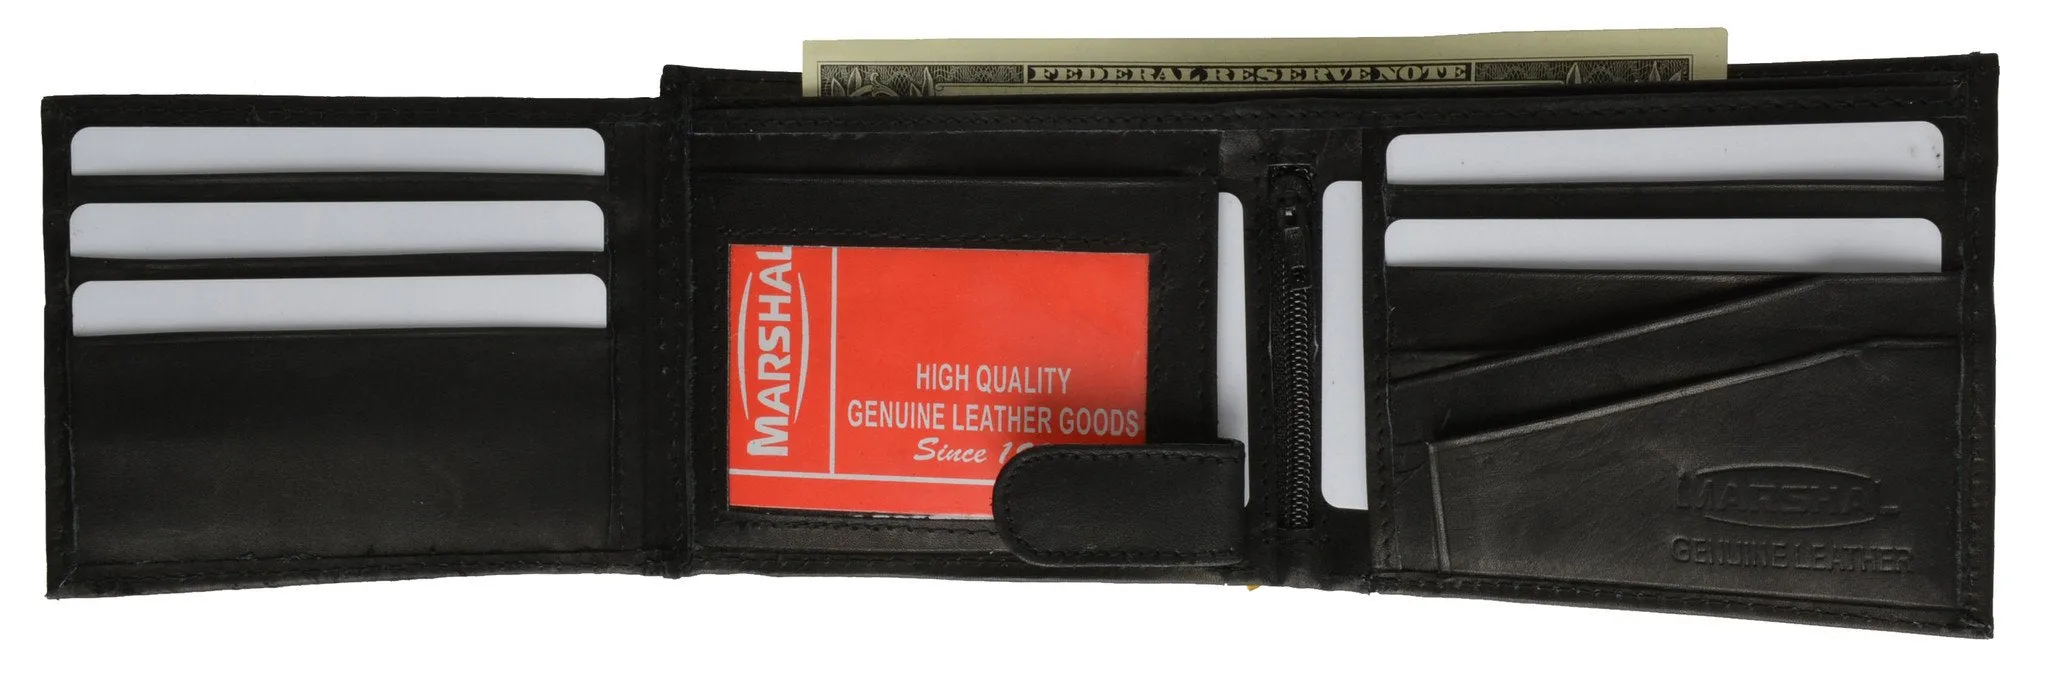 FEDERAL RESERVE NOTE
MARSHAL
HIGH QUALITY
GENUINE LEATHER GOODS
Since
MARSHAL
GENUINE LEATHER